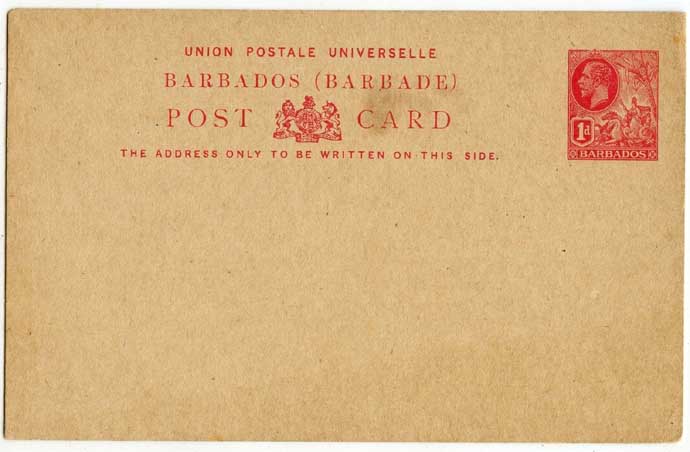 UNION POSTALE UNIVERSELLE
BARBADOS (BARBADE)
POST CARD
THE ADDRESS ONLY TO BE WRITTEN ON THIS SIDE.
1d
BARBADOS